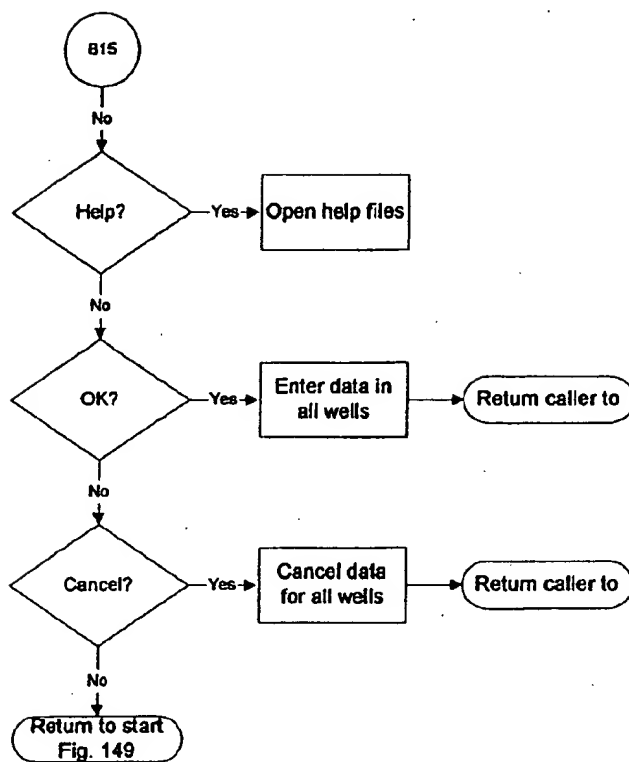 815
No
Help?
Yes
Open help files
No
OK?
Yes
Enter data in
all wells
Return caller to
No
Cancel?
Yes
Cancel data
for all wells
Return caller to
No
Return to start
Fig. 149